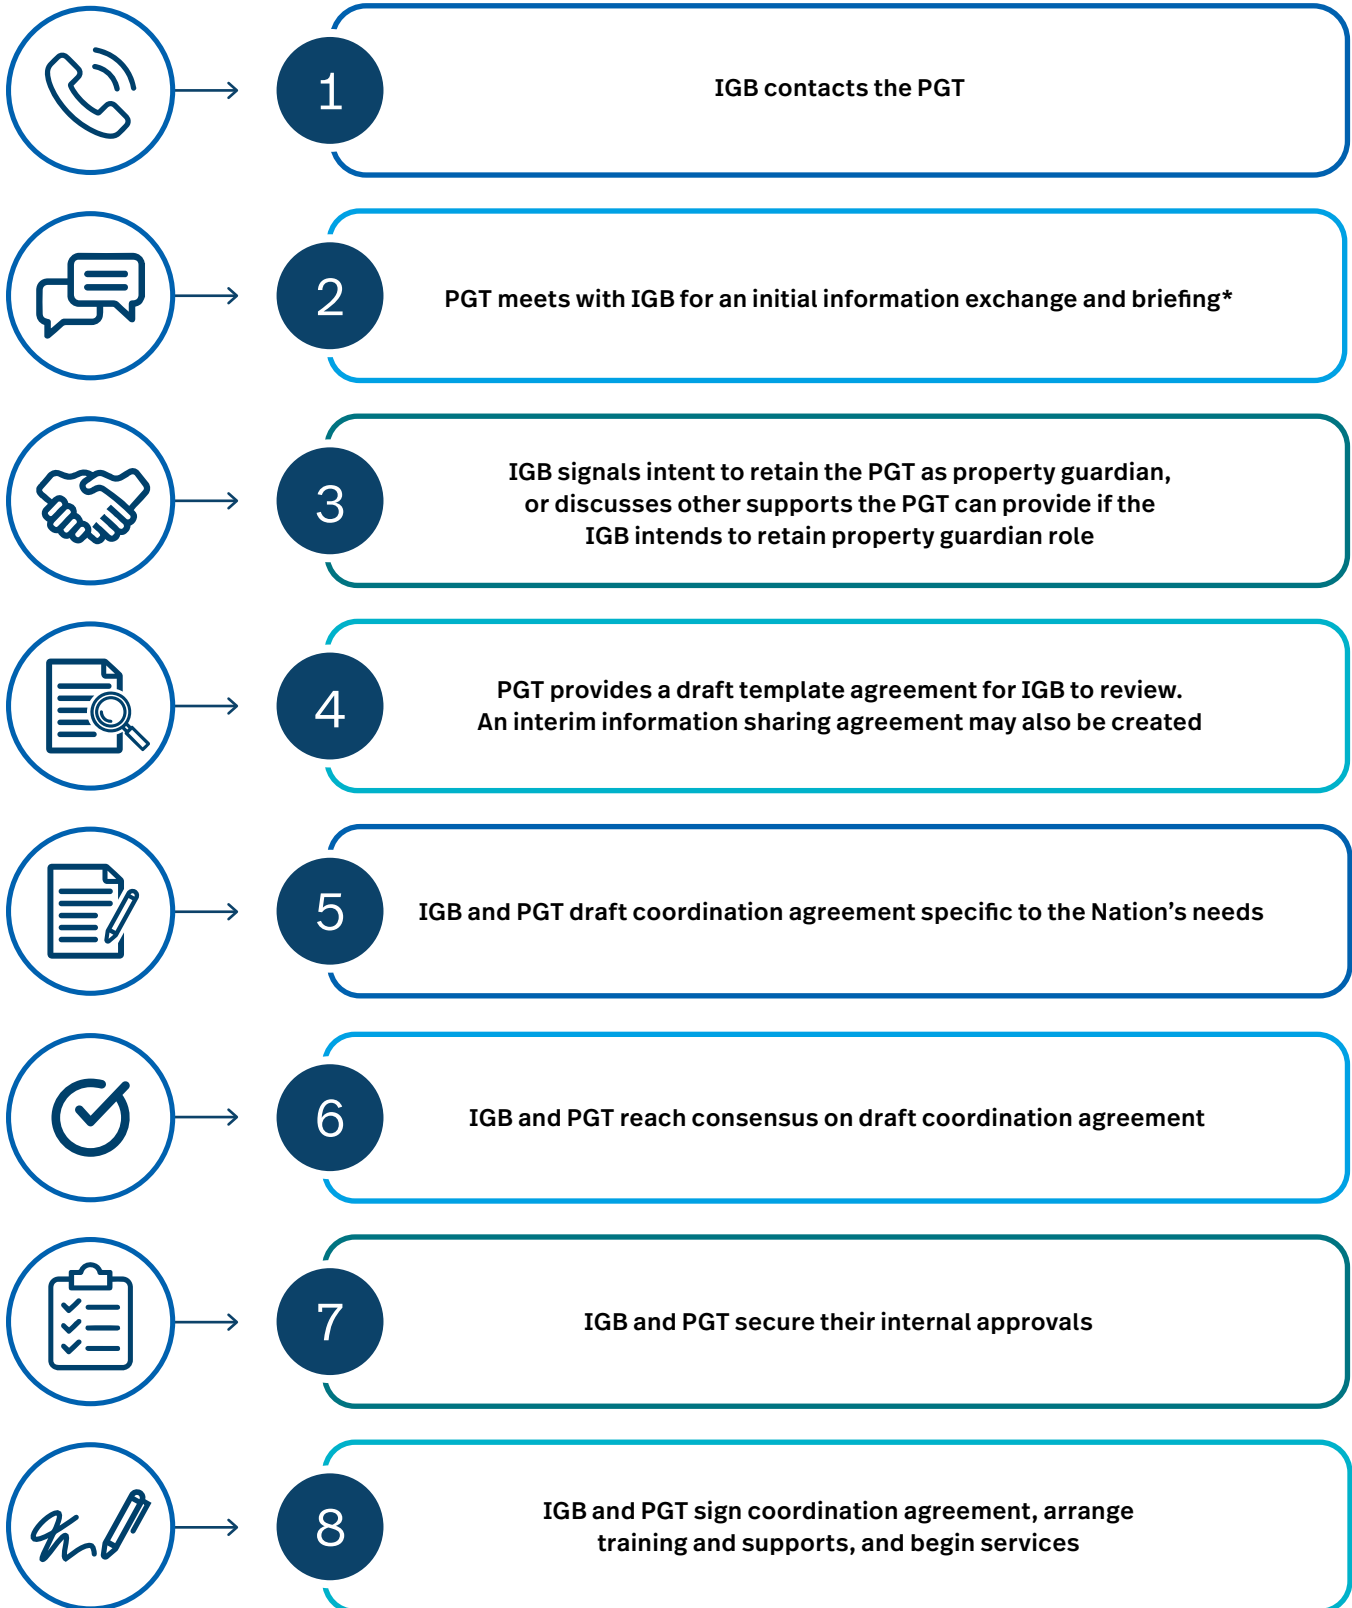 1
IGB contacts the PGT
2
PGT meets with IGB for an initial information exchange and briefing*
3
IGB signals intent to retain the PGT as property guardian,
or discusses other supports the PGT can provide if the
IGB intends to retain property guardian role
4
PGT provides a draft template agreement for IGB to review.
An interim information sharing agreement may also be created
5
IGB and PGT draft coordination agreement specific to the Nation’s needs
6
IGB and PGT reach consensus on draft coordination agreement
7
IGB and PGT secure their internal approvals
8
IGB and PGT sign coordination agreement, arrange
training and supports, and begin services